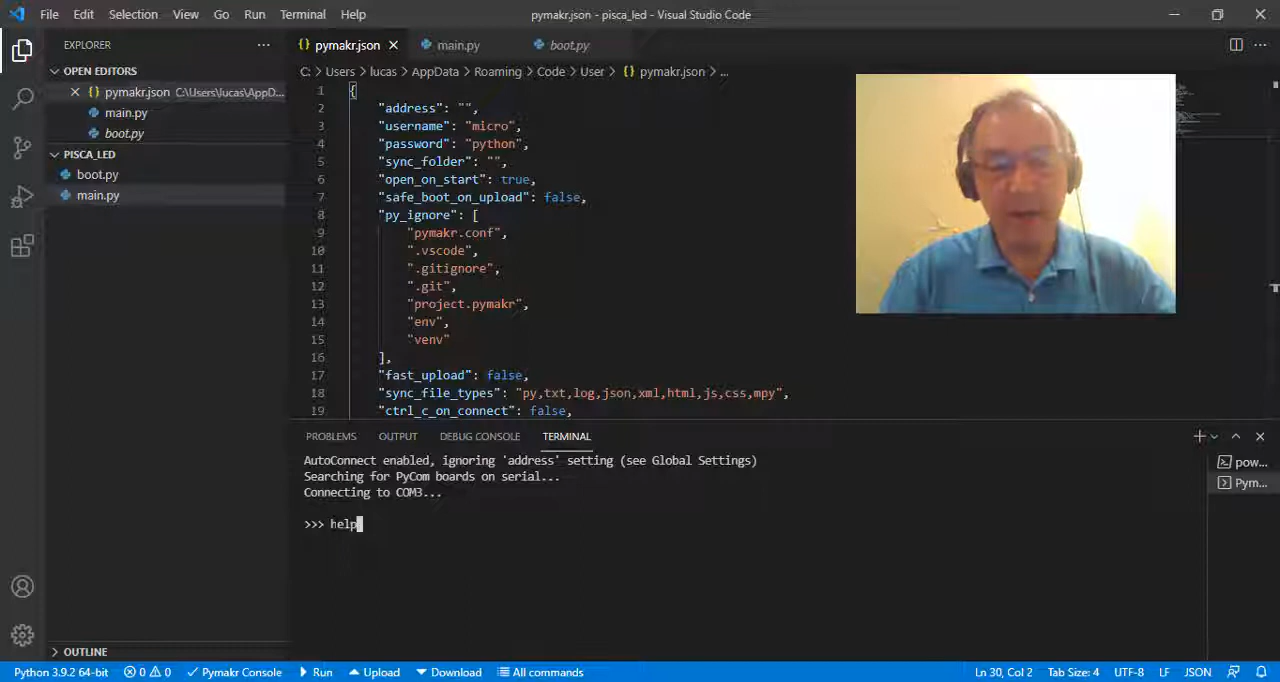 File Edit Selection View Go Run Terminal Help
pymakr.json - pisca_led - Visual Studio Code
EXPLORER
OPEN EDITORS
pymakr.json C:\Users\lucas\AppD...
main.py
boot.py
PISCA_LED
boot.py
main.py
OUTLINE
pymakr.json main.py boot.py
C: > Users > lucas > AppData > Roaming > Code > User > {} pymakr.json > ...
1 {
2 "address": "",
3 "username": "micro",
4 "password": "python",
5 "sync_folder": "",
6 "open_on_start": true,
7 "safe_boot_on_upload": false,
8 "py_ignore": [
9 "pymakr.conf",
10 ".vscode",
11 ".gitignore",
12 ".git",
13 "project.pymakr",
14 "env",
15 "venv"
16 ],
17 "fast_upload": false,
18 "sync_file_types": "py,txt,log,json,xml,html,js,css,mpy",
19 "ctrl_c_on_connect": false,
PROBLEMS OUTPUT DEBUG CONSOLE TERMINAL
AutoConnect enabled, ignoring 'address' setting (see Global Settings)
Searching for PyCom boards on serial...
Connecting to COM3...
>>> help
pow...
Pym...
Python 3.9.2 64-bit 0 0 Pymakr Console Run Upload Download All commands Ln 30, Col 2 Tab Size: 4 UTF-8 LF JSON